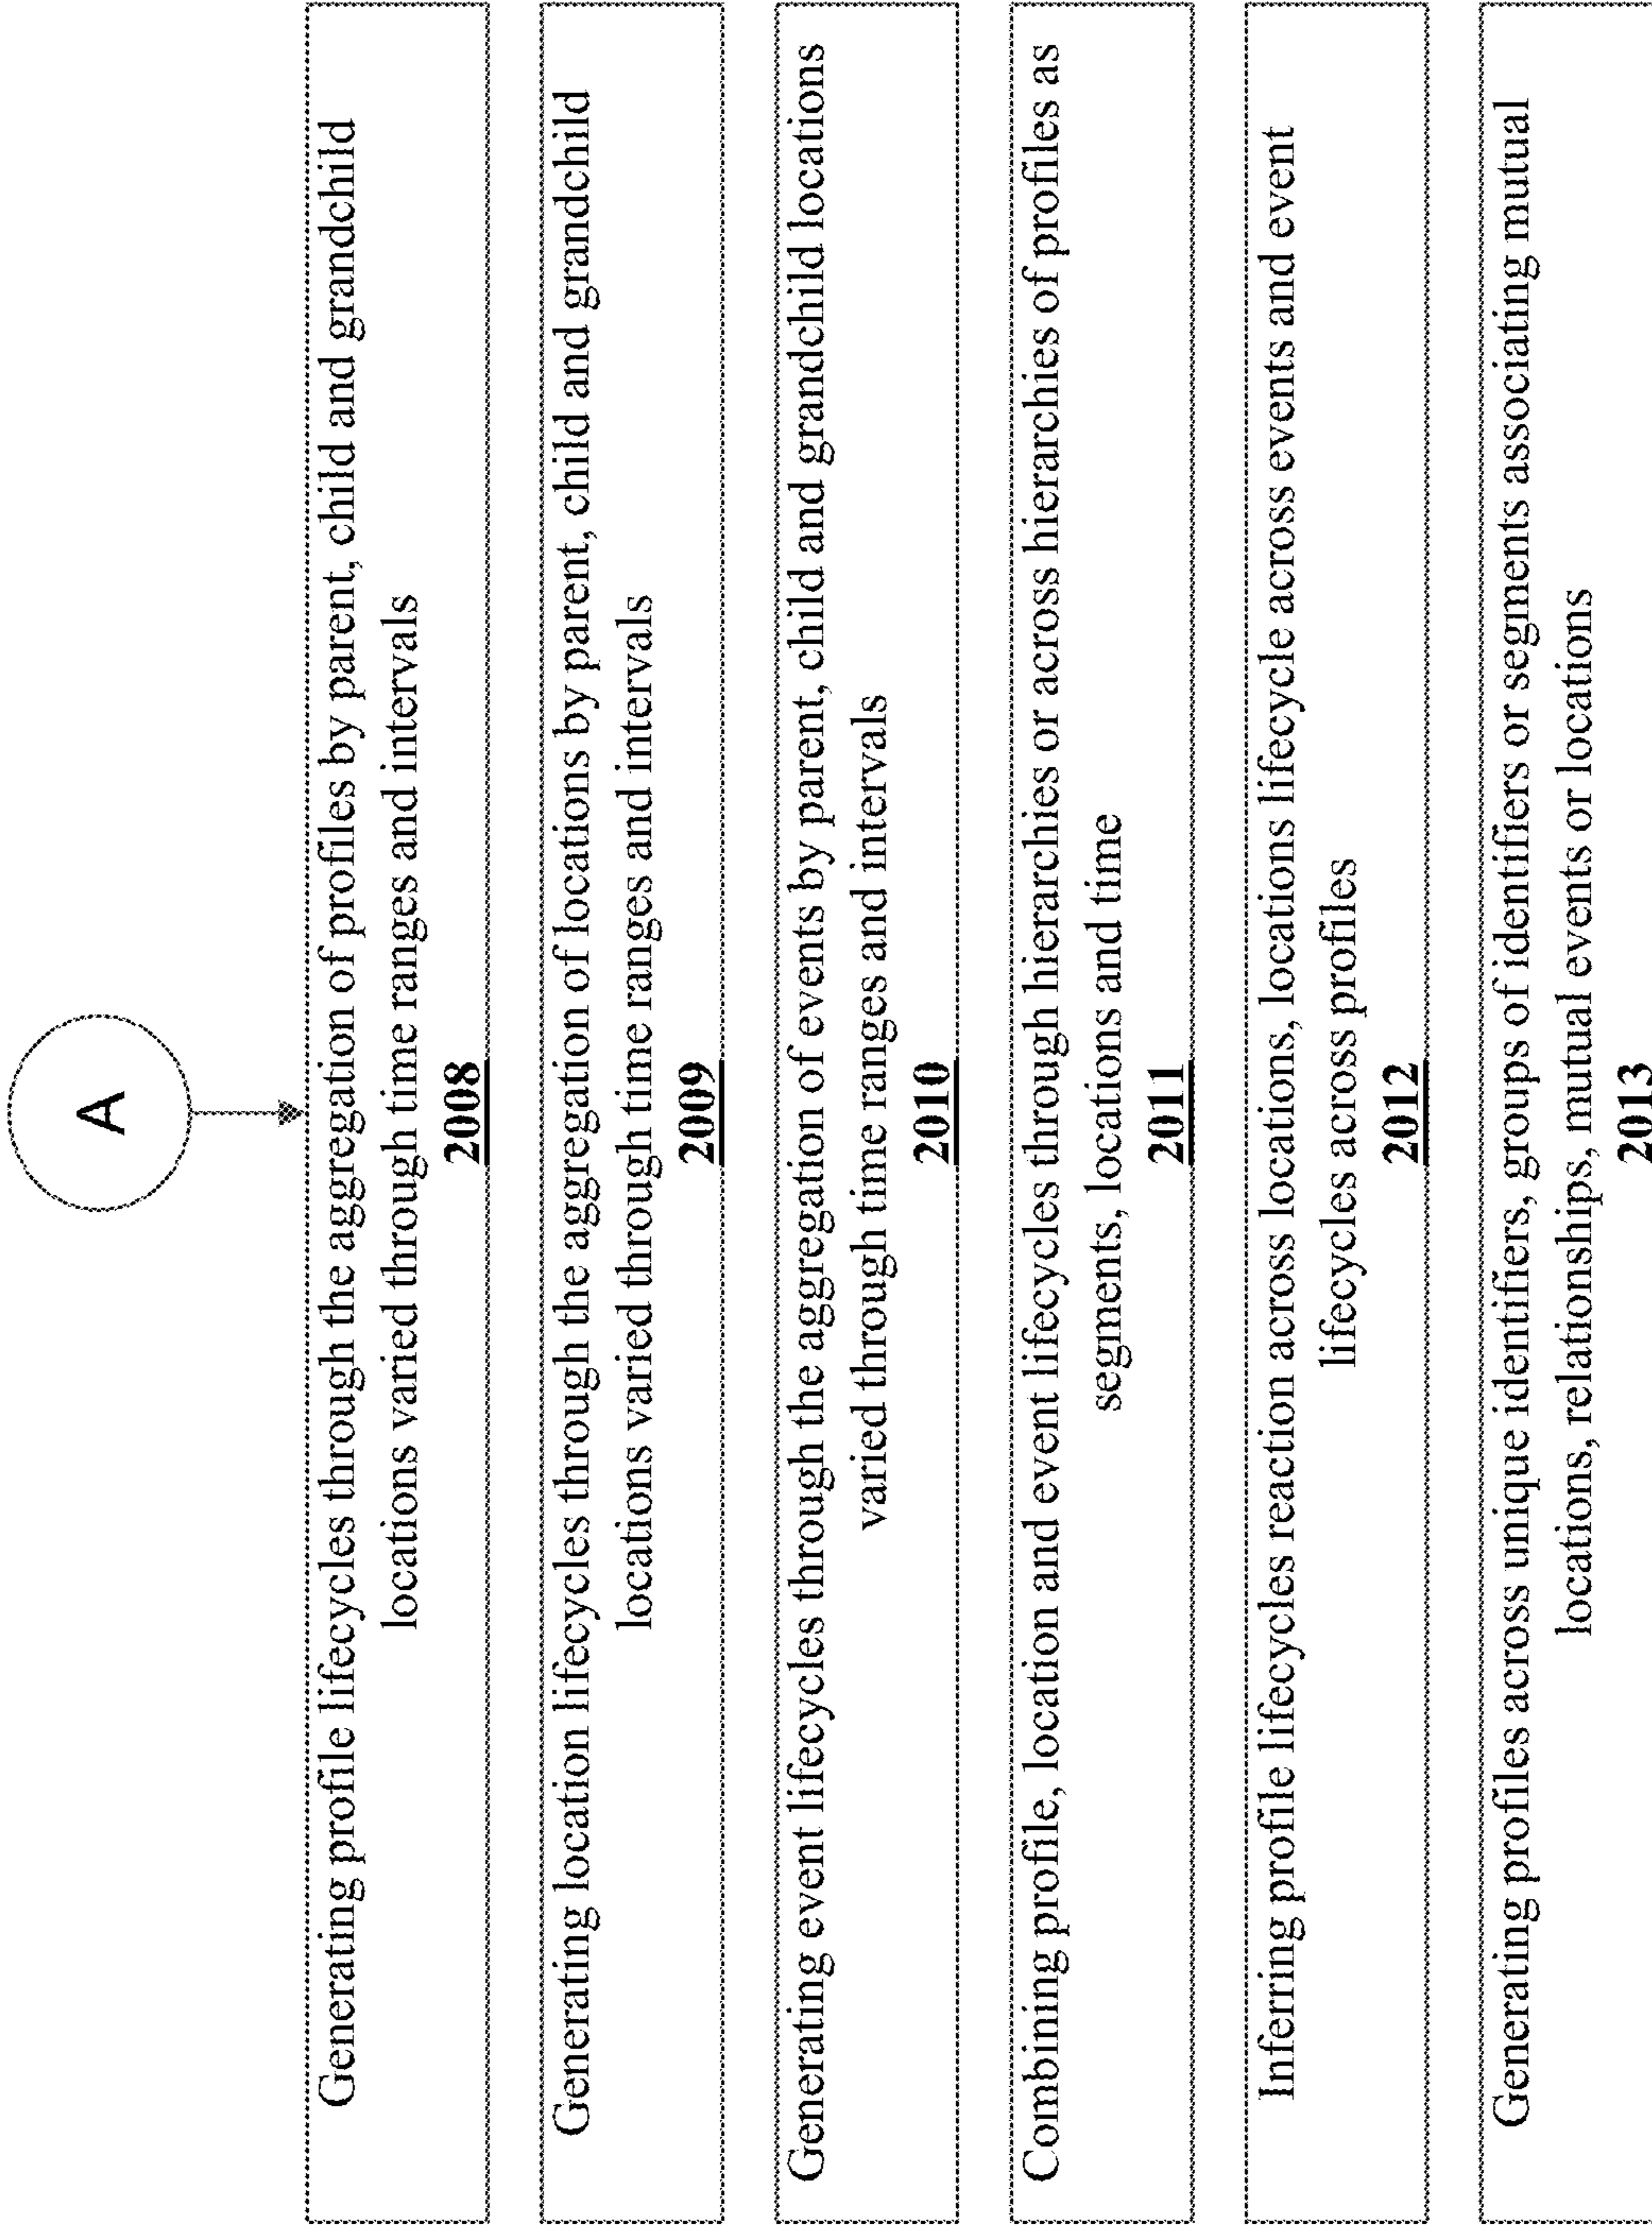 A
Generating profile lifecycles through the aggregation of profiles by parent, child and grandchild
locations varied through time ranges and intervals
2008
Generating location lifecycles through the aggregation of locations by parent, child and grandchild
locations varied through time ranges and intervals
2009
Generating event lifecycles through the aggregation of events by parent, child and grandchild locations
varied through time ranges and intervals
2010
Combining profile, location and event lifecycles through hierarchies or across hierarchies of profiles as
segments, locations and time
2011
Inferring profile lifecycles reaction across locations, locations lifecycle across events and event
lifecycles across profiles
2012
Generating profiles across unique identifiers, groups of identifiers or segments associating mutual
locations, relationships, mutual events or locations
2013